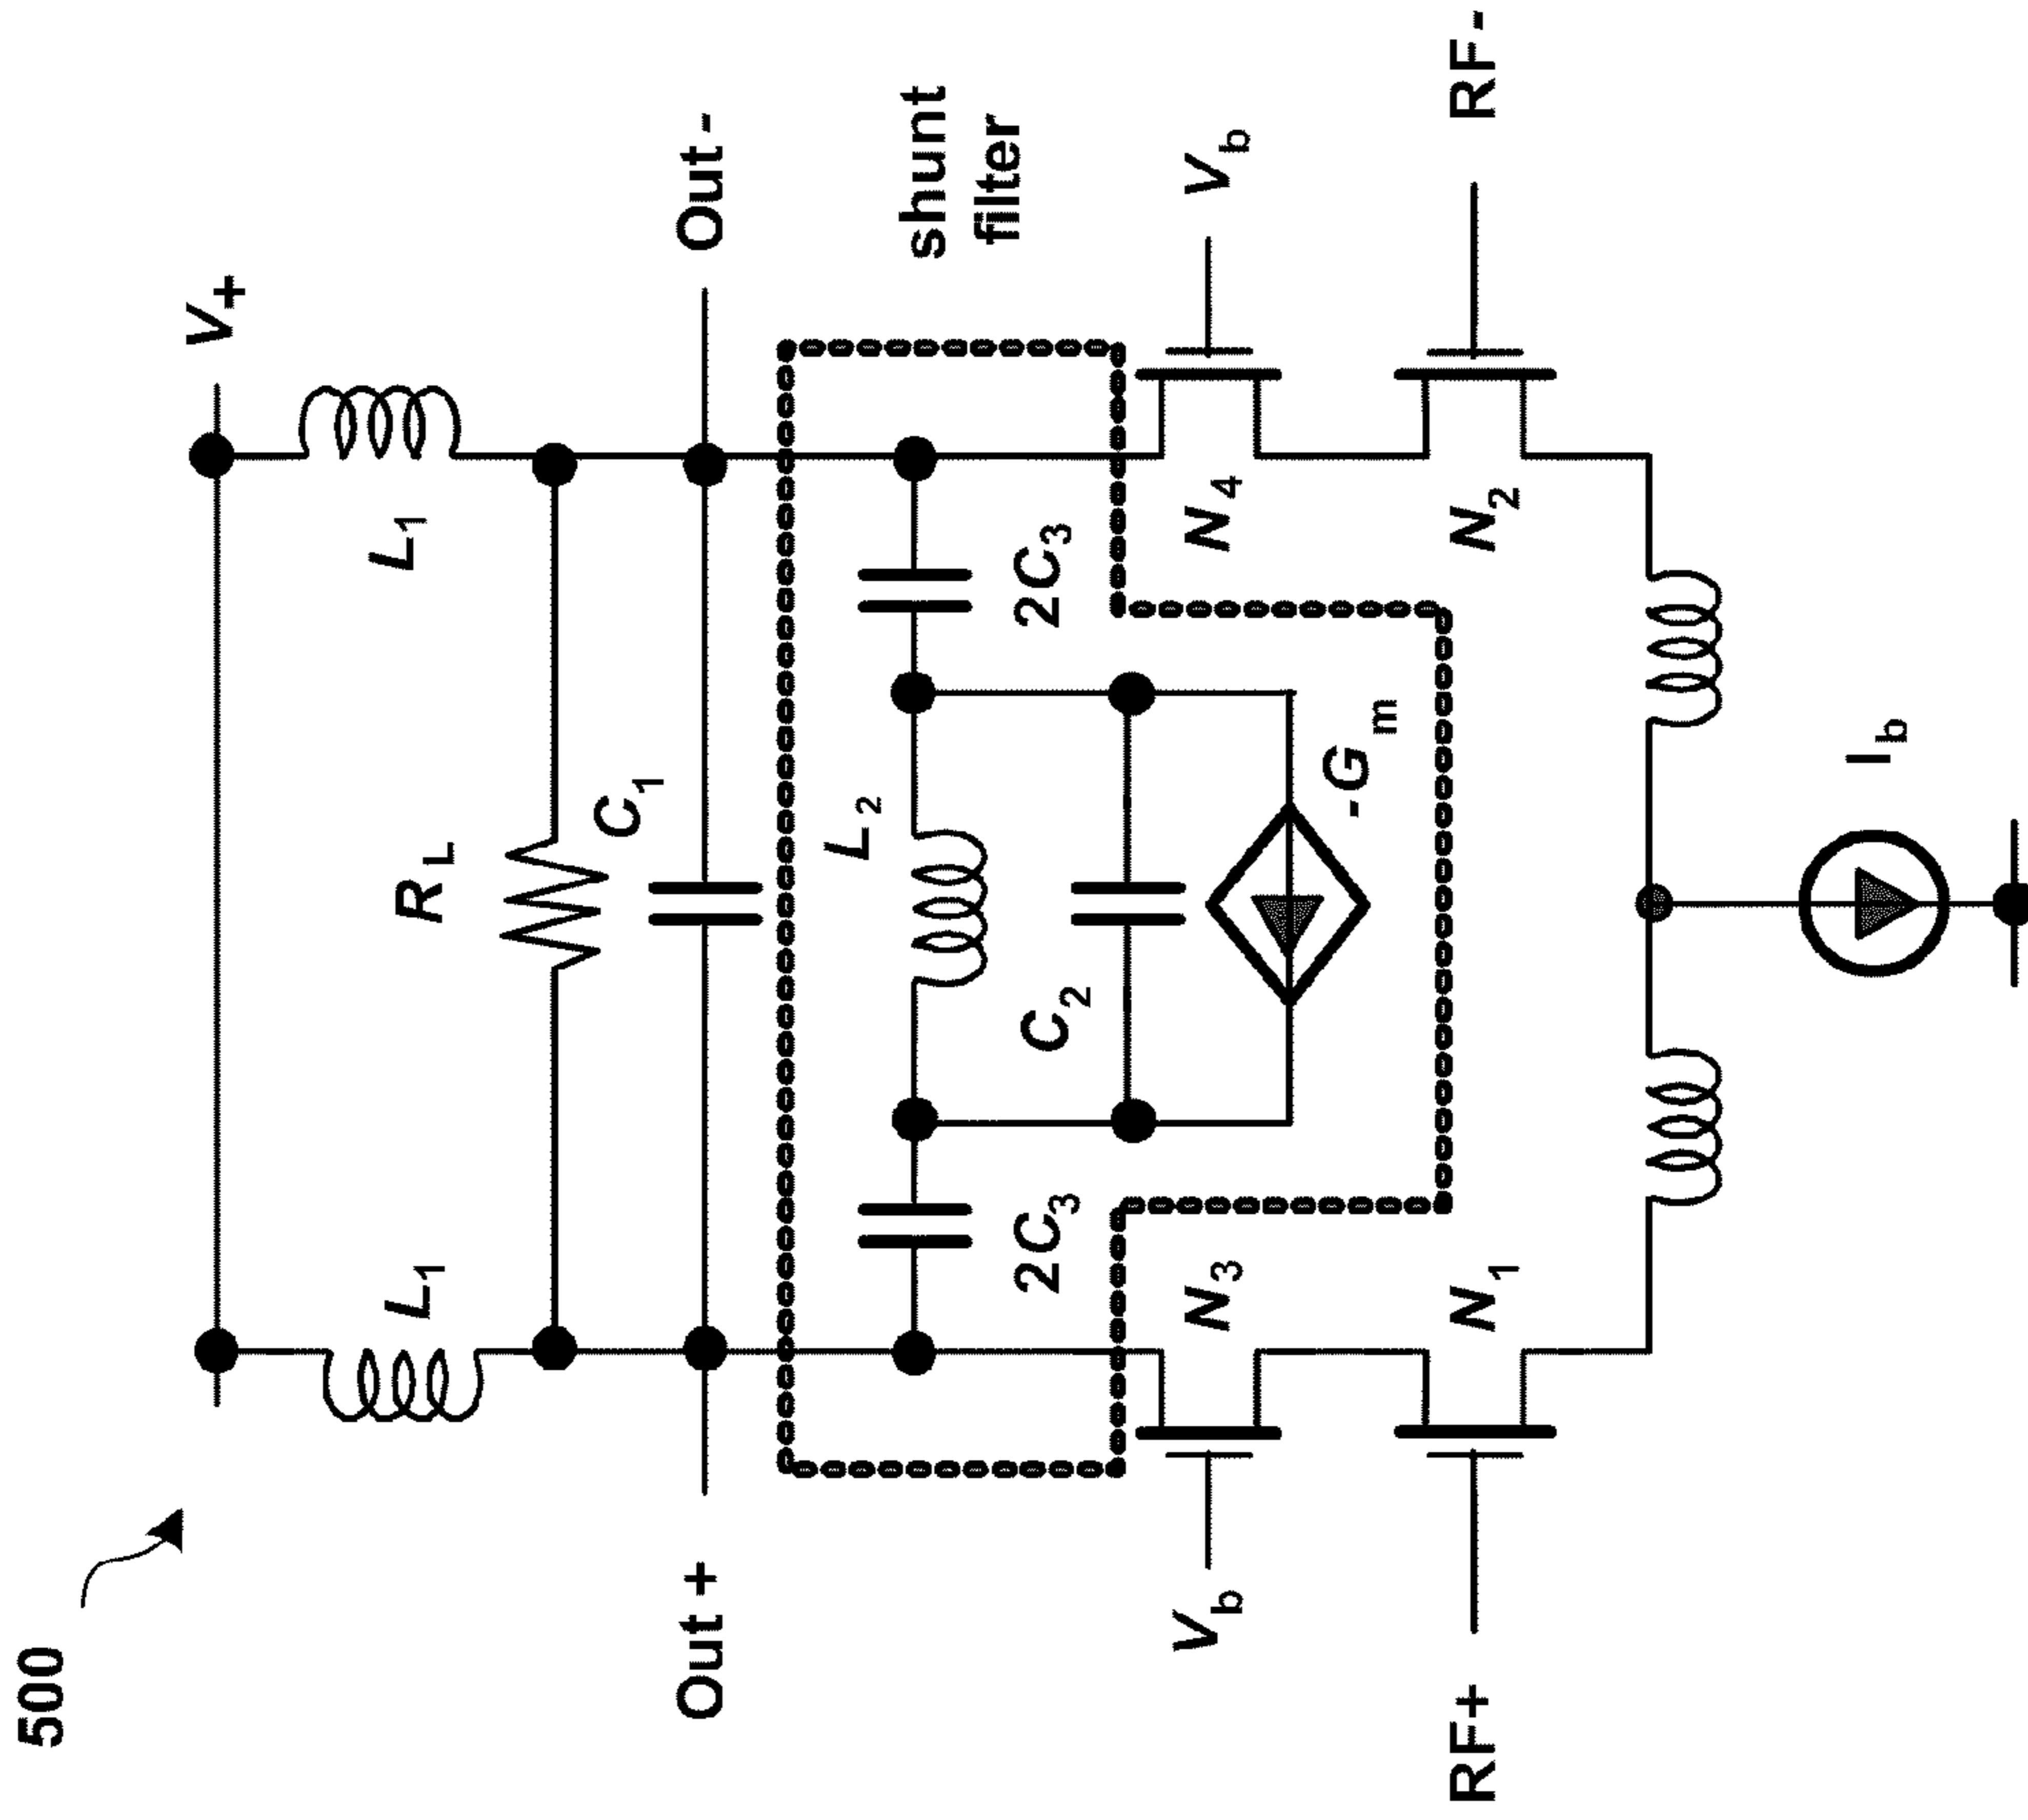 500
V+
L1
L1
RL
C1
Out +
Out -
shunt
filter
L2
2C3
2C3
C2
-Gm
Vb
N3
N4
Vb
RF+
N1
N2
RF-
Ib